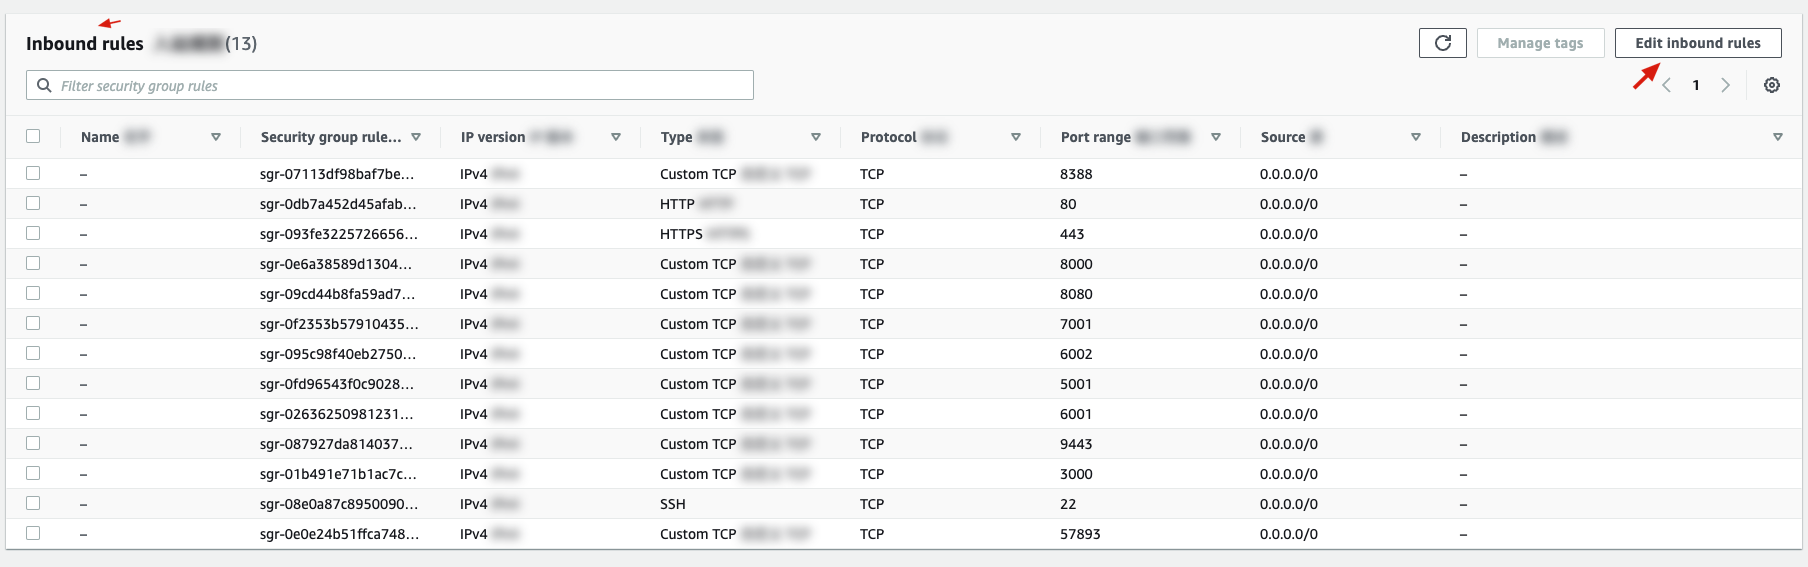 Inbound rules (13)
Manage tags
Edit inbound rules
Filter security group rules
1
Name Security group rule... IP version Type Protocol Port range Source Description
– sgr-07113df98baf7be... IPv4 Custom TCP TCP 8388 0.0.0.0/0 –
– sgr-0db7a452d45afab... IPv4 HTTP TCP 80 0.0.0.0/0 –
– sgr-093fe3225726656... IPv4 HTTPS TCP 443 0.0.0.0/0 –
– sgr-0e6a38589d1304... IPv4 Custom TCP TCP 8000 0.0.0.0/0 –
– sgr-09cd44b8fa59ad7... IPv4 Custom TCP TCP 8080 0.0.0.0/0 –
– sgr-0f2353b57910435... IPv4 Custom TCP TCP 7001 0.0.0.0/0 –
– sgr-095c98f40eb2750... IPv4 Custom TCP TCP 6002 0.0.0.0/0 –
– sgr-0fd96543f0c9028... IPv4 Custom TCP TCP 5001 0.0.0.0/0 –
– sgr-02636250981231... IPv4 Custom TCP TCP 6001 0.0.0.0/0 –
– sgr-087927da814037... IPv4 Custom TCP TCP 9443 0.0.0.0/0 –
– sgr-01b491e71b1ac7c... IPv4 Custom TCP TCP 3000 0.0.0.0/0 –
– sgr-08e0a87c8950090... IPv4 SSH TCP 22 0.0.0.0/0 –
– sgr-0e0e24b51ffca748... IPv4 Custom TCP TCP 57893 0.0.0.0/0 –